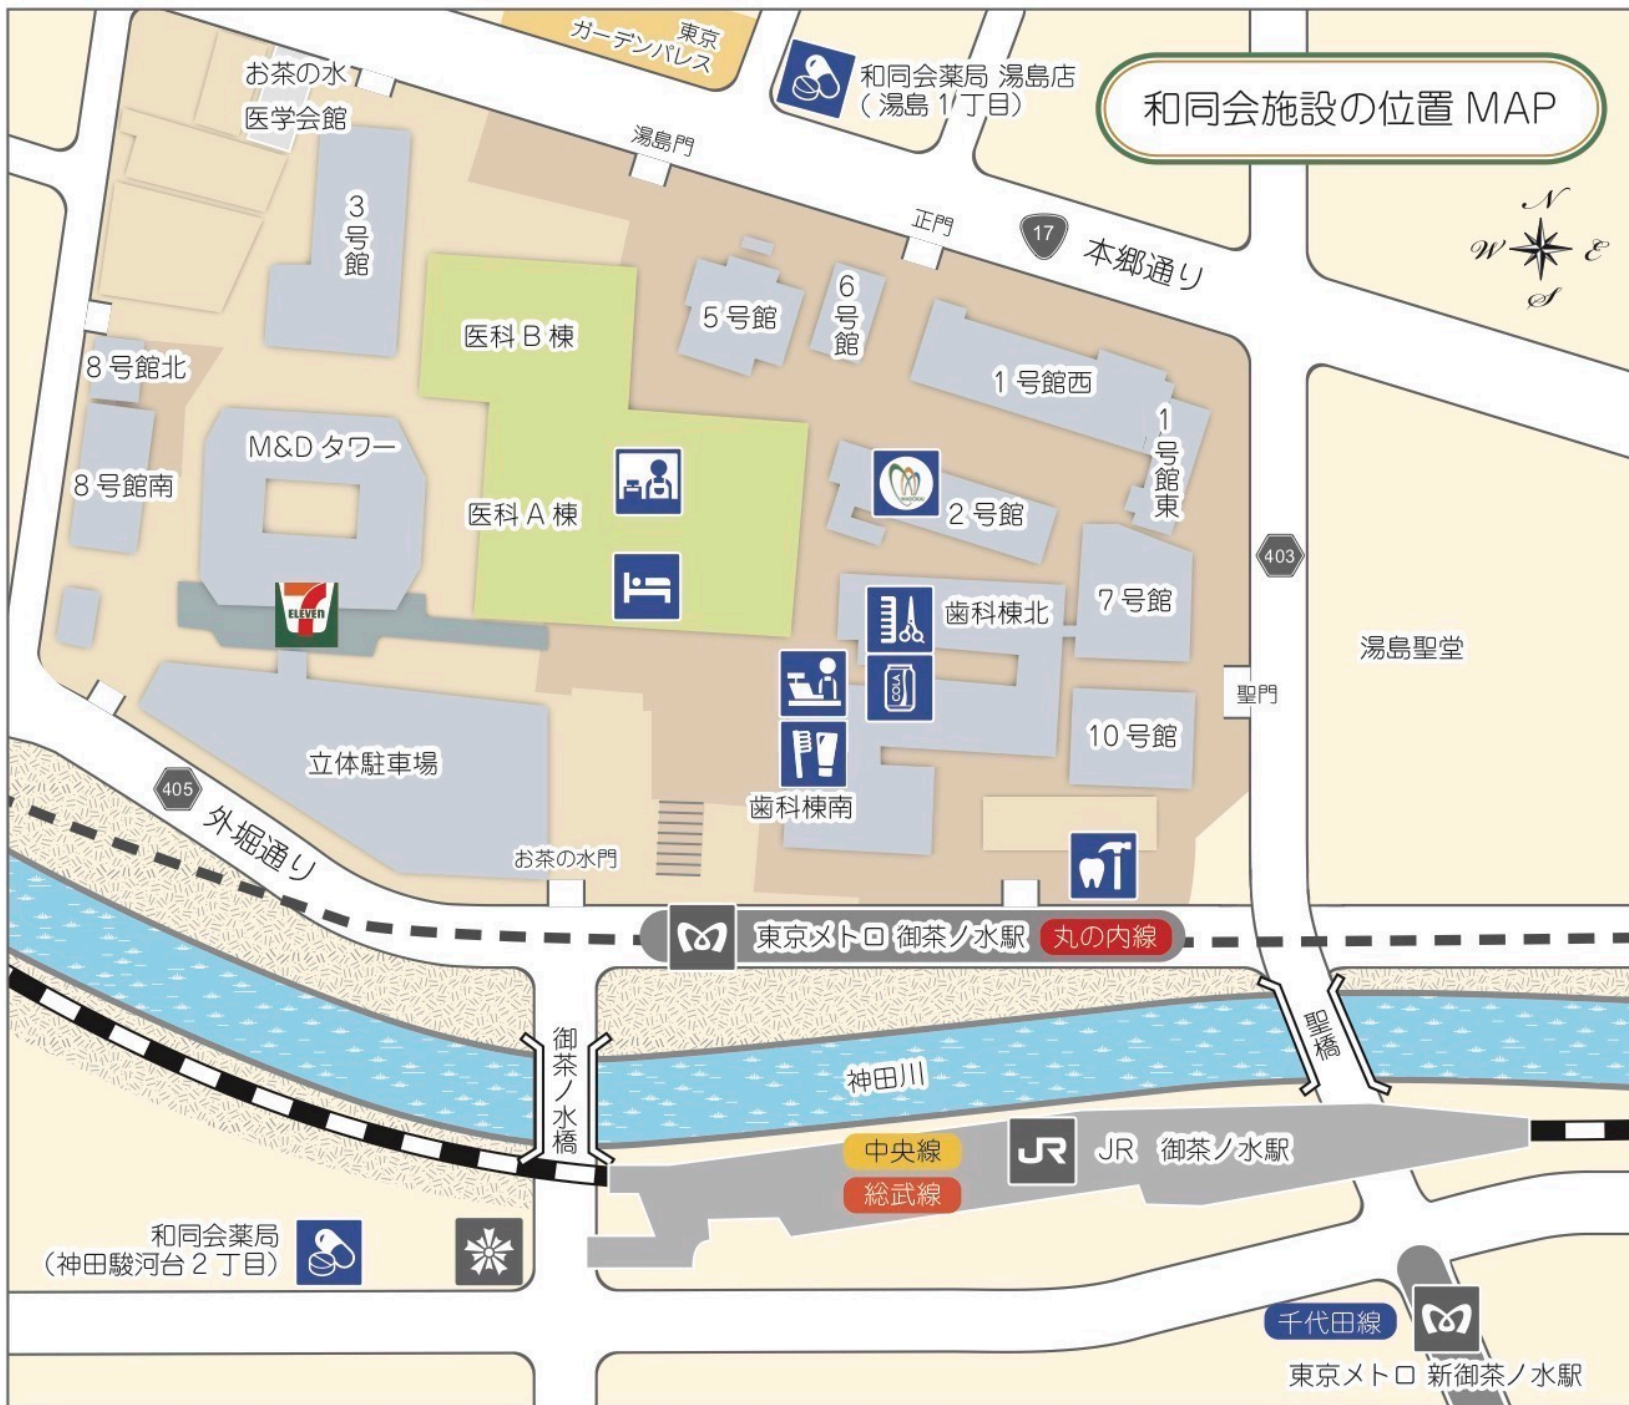 和同会施設の位置 MAP
東京
ガーデンパレス
和同会薬局 湯島店
(湯島1丁目)
お茶の水
医学会館
湯島門
正門
17
本郷通り
N
W
E
S
3号館
医科B棟
5号館
6号館
1号館西
1号館東
8号館北
8号館南
M&Dタワー
医科A棟
2号館
7号館
403
ELEVEN
歯科棟北
COLA
湯島聖堂
聖門
10号館
立体駐車場
歯科棟南
405
外堀通り
お茶の水門
東京メトロ 御茶ノ水駅
丸の内線
御茶ノ水橋
神田川
聖橋
中央線
総武線
JR
JR 御茶ノ水駅
和同会薬局
(神田駿河台2丁目)
千代田線
東京メトロ 新御茶ノ水駅